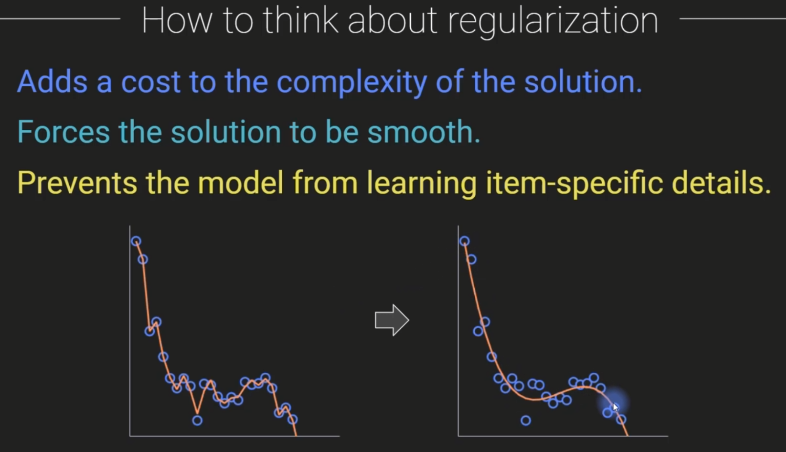 How to think about regularization
Adds a cost to the complexity of the solution.
Forces the solution to be smooth.
Prevents the model from learning item-specific details.